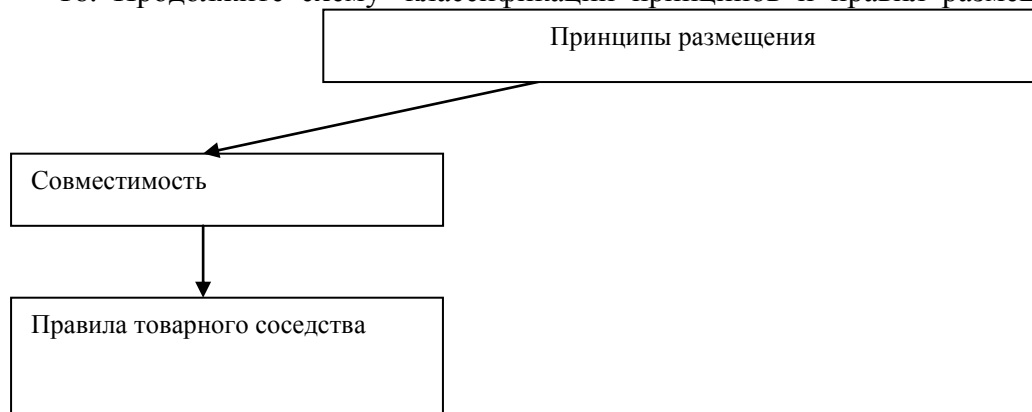 Принципы размещения
Совместимость
Правила товарного соседства